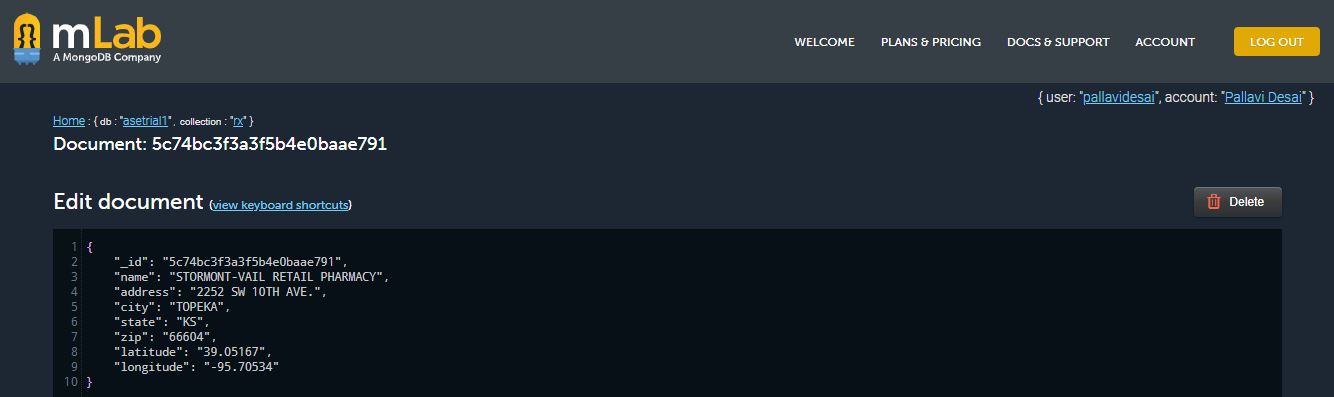 mLab
A MongoDB Company
WELCOME PLANS & PRICING DOCS & SUPPORT ACCOUNT LOG OUT
{ user: "pallavidesai", account: "Pallavi Desai" }
Home : { db : "asetrial1", collection : "rx" }
Document: 5c74bc3f3a3f5b4e0baae791
Edit document (view keyboard shortcuts)
Delete
1 {
2 "_id": "5c74bc3f3a3f5b4e0baae791",
3 "name": "STORMONT-VAIL RETAIL PHARMACY",
4 "address": "2252 SW 10TH AVE.",
5 "city": "TOPEKA",
6 "state": "KS",
7 "zip": "66604",
8 "latitude": "39.05167",
9 "longitude": "-95.70534"
10 }